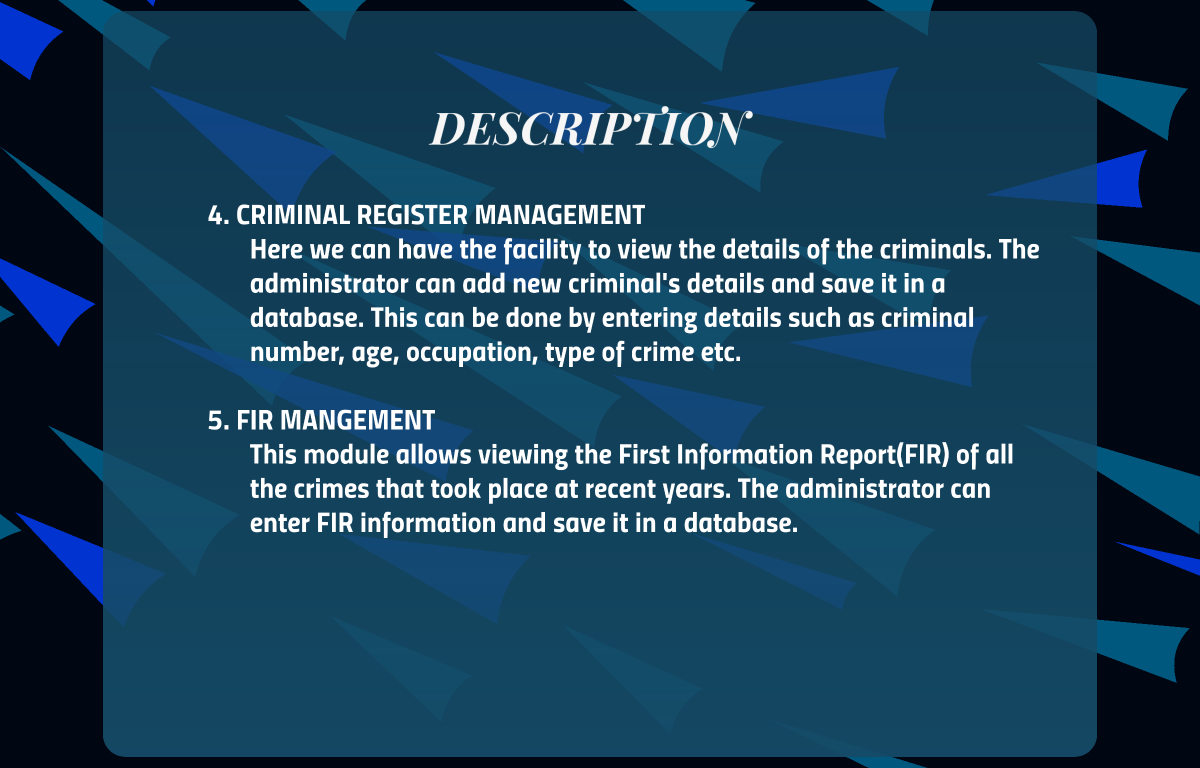 DESCRIPTION
4. CRIMINAL REGISTER MANAGEMENT
Here we can have the facility to view the details of the criminals. The
administrator can add new criminal's details and save it in a
database. This can be done by entering details such as criminal
number, age, occupation, type of crime etc.
5. FIR MANGEMENT
This module allows viewing the First Information Report(FIR) of all
the crimes that took place at recent years. The administrator can
enter FIR information and save it in a database.